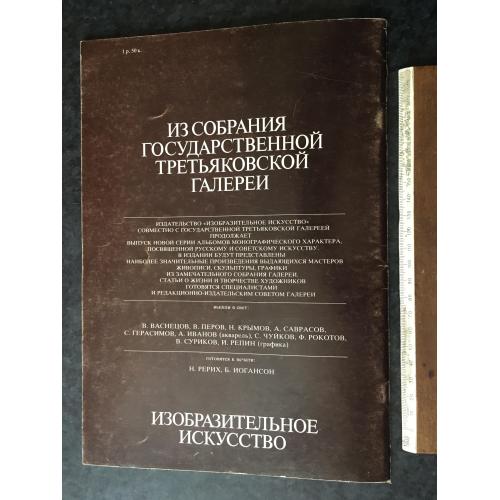 1 р. 50 к.
ИЗ СОБРАНИЯ
ГОСУДАРСТВЕННОЙ
ТРЕТЬЯКОВСКОЙ
ГАЛЕРЕИ
ИЗДАТЕЛЬСТВО «ИЗОБРАЗИТЕЛЬНОЕ ИСКУССТВО»
СОВМЕСТНО С ГОСУДАРСТВЕННОЙ ТРЕТЬЯКОВСКОЙ ГАЛЕРЕЕЙ
ПРОДОЛЖАЕТ
ВЫПУСК НОВОЙ СЕРИИ АЛЬБОМОВ МОНОГРАФИЧЕСКОГО ХАРАКТЕРА,
ПОСВЯЩЕННОЙ РУССКОМУ И СОВЕТСКОМУ ИСКУССТВУ.
В ИЗДАНИИ БУДУТ ПРЕДСТАВЛЕНЫ
НАИБОЛЕЕ ЗНАЧИТЕЛЬНЫЕ ПРОИЗВЕДЕНИЯ ВЫДАЮЩИХСЯ МАСТЕРОВ
ЖИВОПИСИ, СКУЛЬПТУРЫ, ГРАФИКИ
ИЗ ЗАМЕЧАТЕЛЬНОГО СОБРАНИЯ ГАЛЕРЕИ.
СТАТЬИ О ЖИЗНИ И ТВОРЧЕСТВЕ ХУДОЖНИКОВ
ГОТОВЯТСЯ СПЕЦИАЛИСТАМИ
И РЕДАКЦИОННО-ИЗДАТЕЛЬСКИМ СОВЕТОМ ГАЛЕРЕИ
ВЫШЛИ В СВЕТ:
В. ВАСНЕЦОВ, В. ПЕРОВ, Н. КРЫМОВ, А. САВРАСОВ,
С. ГЕРАСИМОВ, А. ИВАНОВ (акварель), С. ЧУЙКОВ, Ф. РОКОТОВ,
В. СУРИКОВ, И. РЕПИН (графика)
ГОТОВЯТСЯ К ПЕЧАТИ:
Н. РЕРИХ, Б. ИОГАНСОН
ИЗОБРАЗИТЕЛЬНОЕ
ИСКУССТВО